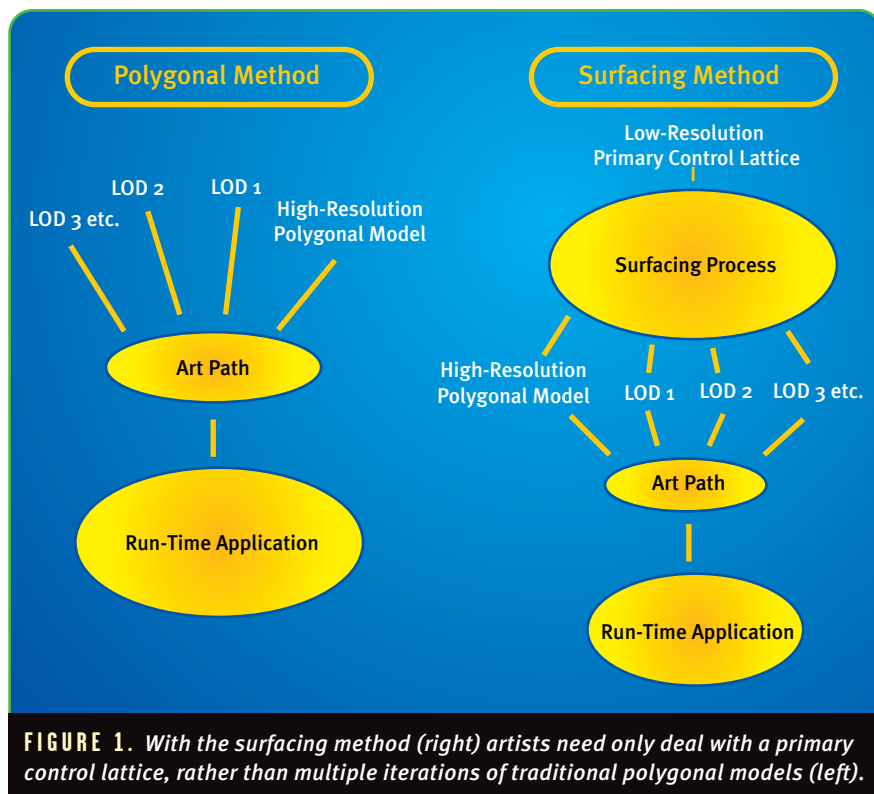 Polygonal Method
LOD 3 etc.
LOD 2
LOD 1
High-Resolution
Polygonal Model
Art Path
Run-Time Application
Surfacing Method
Low-Resolution
Primary Control Lattice
Surfacing Process
High-Resolution
Polygonal Model
LOD 1
LOD 2
LOD 3 etc.
Art Path
Run-Time Application
FIGURE 1. With the surfacing method (right) artists need only deal with a primary
control lattice, rather than multiple iterations of traditional polygonal models (left).